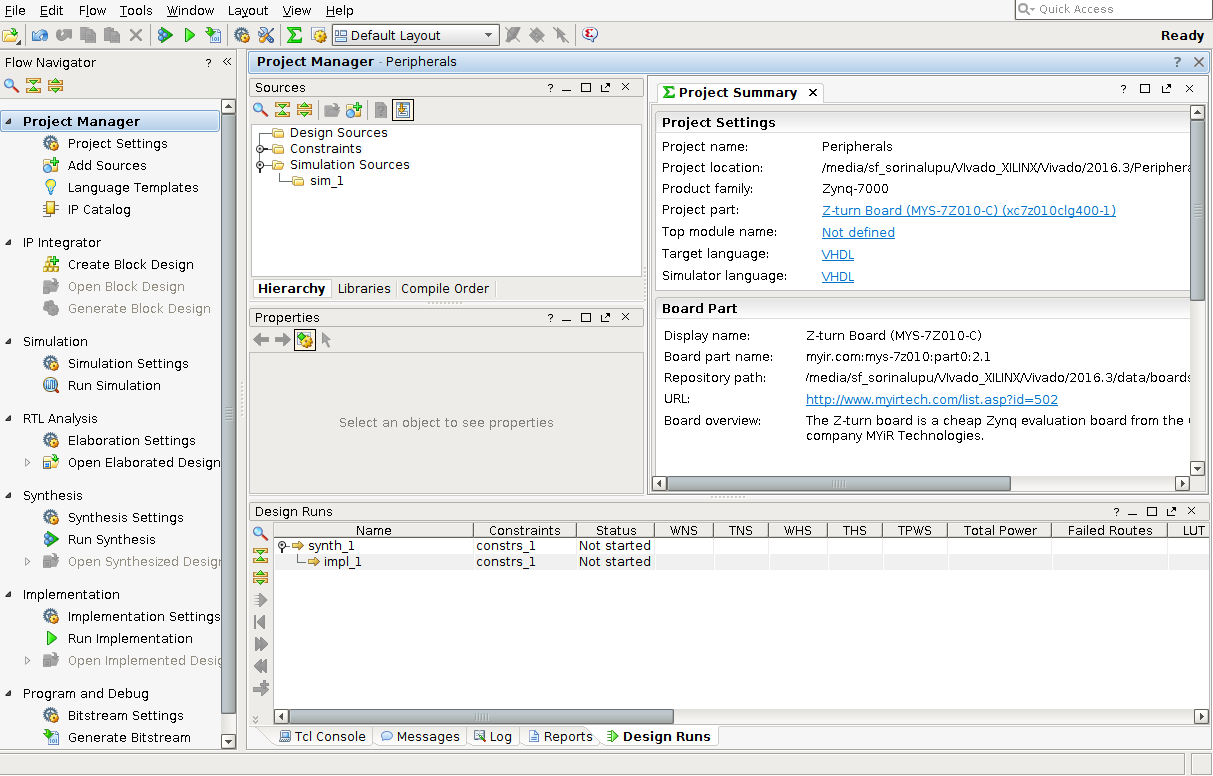 File Edit Flow Tools Window Layout View Help
Quick Access
Default Layout
Ready
Flow Navigator ? «
Project Manager
Project Settings
Add Sources
Language Templates
IP Catalog
IP Integrator
Create Block Design
Open Block Design
Generate Block Design
Simulation
Simulation Settings
Run Simulation
RTL Analysis
Elaboration Settings
Open Elaborated Design
Synthesis
Synthesis Settings
Run Synthesis
Open Synthesized Desig
Implementation
Implementation Settings
Run Implementation
Open Implemented Desig
Program and Debug
Bitstream Settings
Generate Bitstream
Project Manager - Peripherals ?
Sources ?
Design Sources
Constraints
Simulation Sources
sim_1
Hierarchy Libraries Compile Order
Properties ?
Select an object to see properties
Σ Project Summary ?
Project Settings
Project name: Peripherals
Project location: /media/sf_sorinalupu/VIvado_XILINX/Vivado/2016.3/Periphera
Product family: Zynq-7000
Project part: Z-turn Board (MYS-7Z010-C) (xc7z010clg400-1)
Top module name: Not defined
Target language: VHDL
Simulator language: VHDL
Board Part
Display name: Z-turn Board (MYS-7Z010-C)
Board part name: myir.com:mys-7z010:part0:2.1
Repository path: /media/sf_sorinalupu/VIvado_XILINX/Vivado/2016.3/data/boards
URL: http://www.myirtech.com/list.asp?id=502
Board overview: The Z-turn board is a cheap Zynq evaluation board from the
company MYiR Technologies.
Design Runs ?
Name Constraints Status WNS TNS WHS THS TPWS Total Power Failed Routes LUT
synth_1 constrs_1 Not started
impl_1 constrs_1 Not started
Tcl Console Messages Log Reports Design Runs